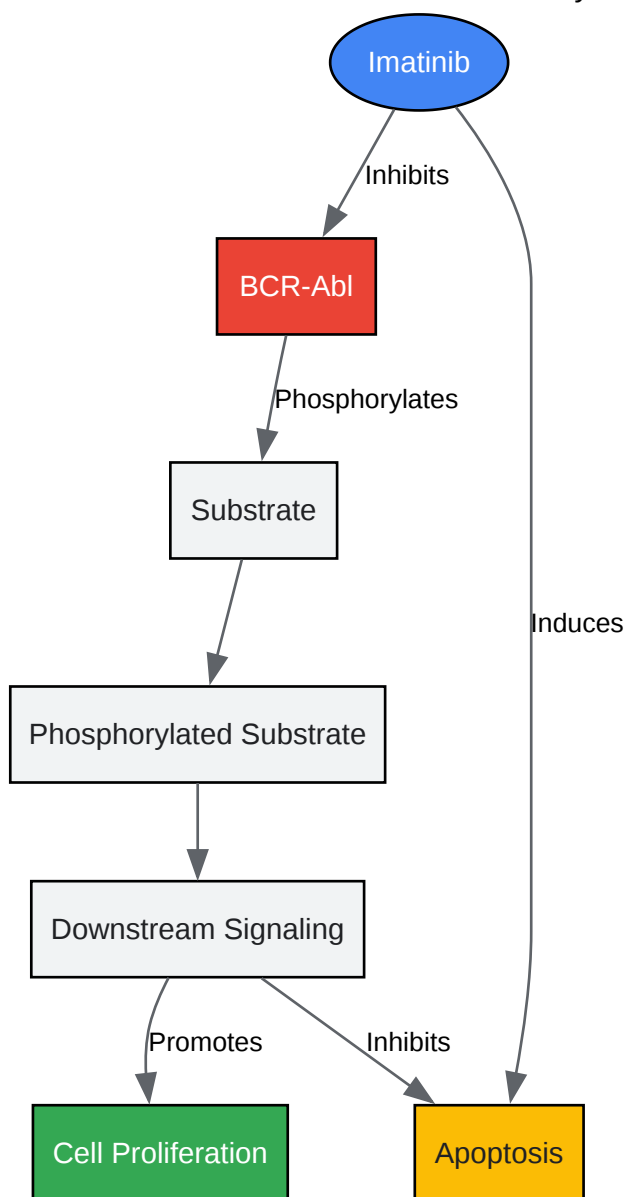 Imatinib
Inhibits
BCR-Abl
Phosphorylates
Substrate
Induces
Phosphorylated Substrate
Downstream Signaling
Promotes
Inhibits
Cell Proliferation
Apoptosis